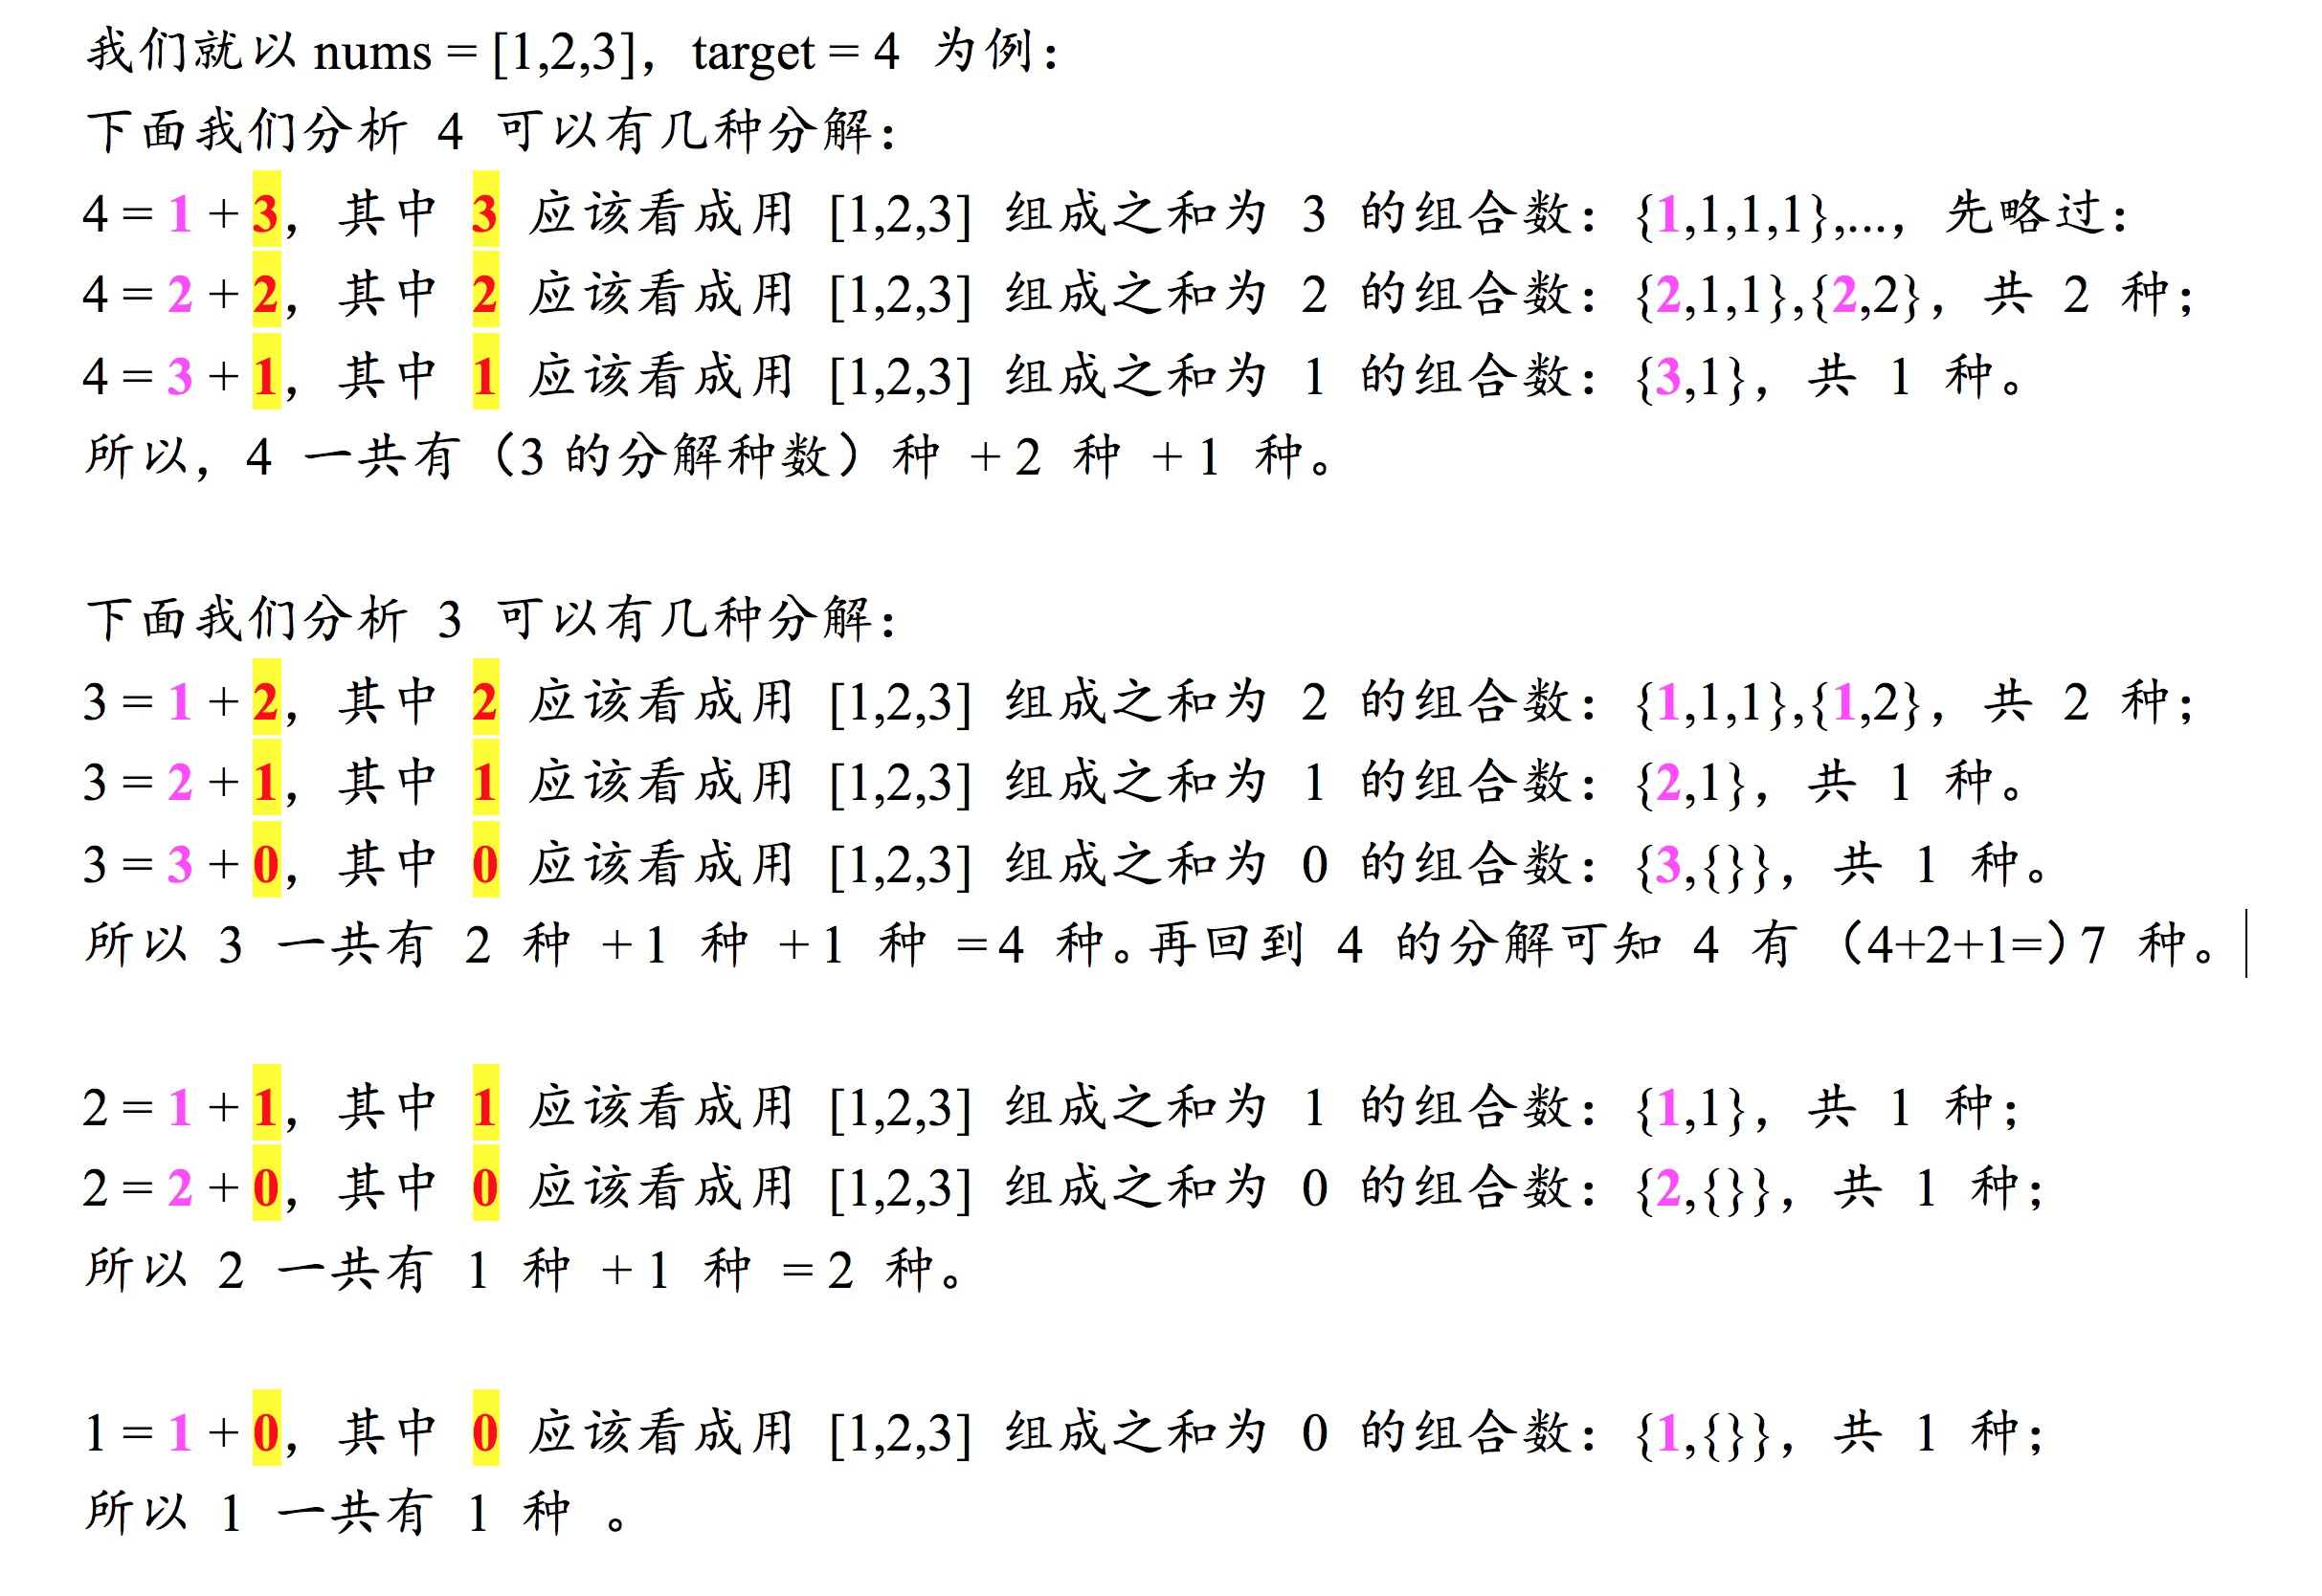 我们就以 nums = [1,2,3]，target = 4 为例：
下面我们分析 4 可以有几种分解：
4 = 1 + 3，其中 3 应该看成用 [1,2,3] 组成之和为 3 的组合数：{1,1,1,1},...，先略过：
4 = 2 + 2，其中 2 应该看成用 [1,2,3] 组成之和为 2 的组合数：{2,1,1},{2,2}，共 2 种；
4 = 3 + 1，其中 1 应该看成用 [1,2,3] 组成之和为 1 的组合数：{3,1}，共 1 种。
所以，4 一共有（3 的分解种数）种 + 2 种 + 1 种。
下面我们分析 3 可以有几种分解：
3 = 1 + 2，其中 2 应该看成用 [1,2,3] 组成之和为 2 的组合数：{1,1,1},{1,2}，共 2 种；
3 = 2 + 1，其中 1 应该看成用 [1,2,3] 组成之和为 1 的组合数：{2,1}，共 1 种。
3 = 3 + 0，其中 0 应该看成用 [1,2,3] 组成之和为 0 的组合数：{3,{}}，共 1 种。
所以 3 一共有 2 种 + 1 种 + 1 种 = 4 种。再回到 4 的分解可知 4 有（4+2+1=）7 种。
2 = 1 + 1，其中 1 应该看成用 [1,2,3] 组成之和为 1 的组合数：{1,1}，共 1 种；
2 = 2 + 0，其中 0 应该看成用 [1,2,3] 组成之和为 0 的组合数：{2,{}}，共 1 种；
所以 2 一共有 1 种 + 1 种 = 2 种。
1 = 1 + 0，其中 0 应该看成用 [1,2,3] 组成之和为 0 的组合数：{1,{}}，共 1 种；
所以 1 一共有 1 种 。